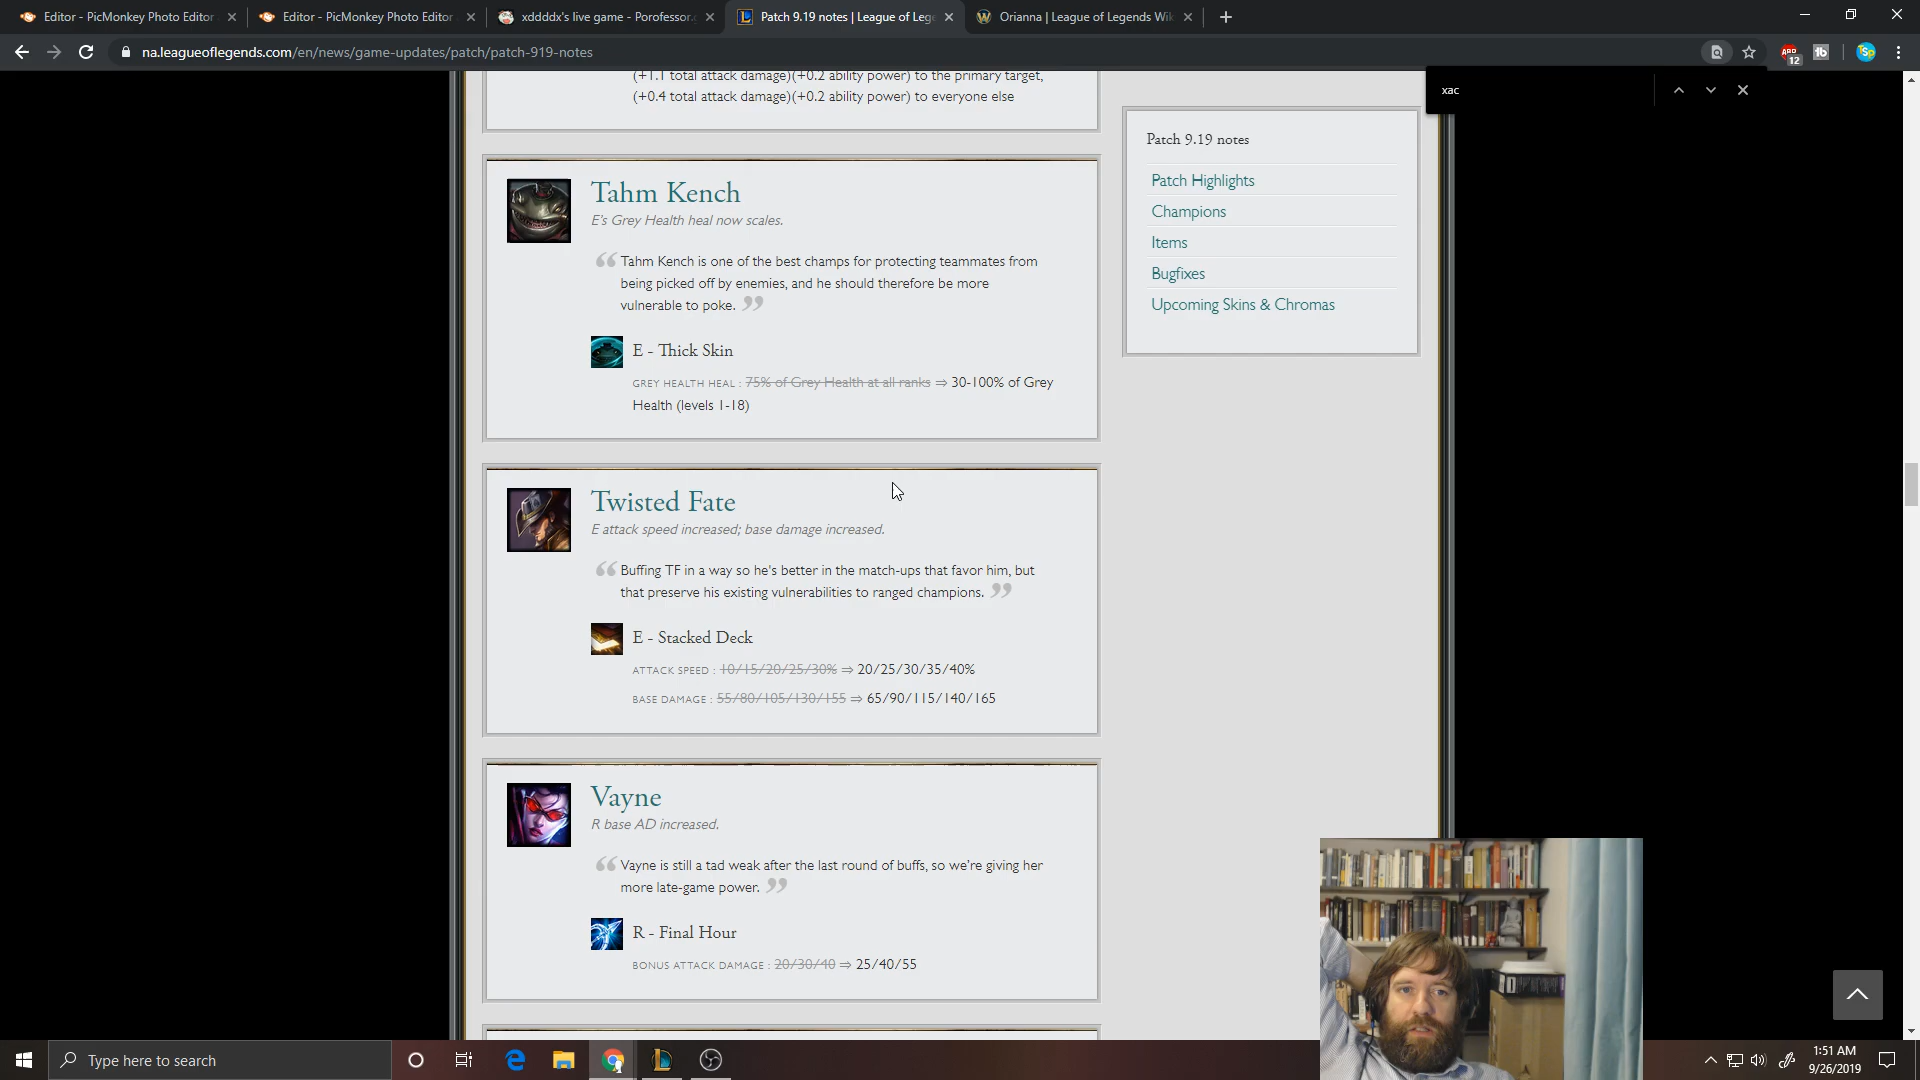 Editor - PicMonkey Photo Editor
Editor - PicMonkey Photo Editor
xddddx's live game - Porofessor.g
Patch 9.19 notes | League of Leg
Orianna | League of Legends Wik
na.leagueoflegends.com/en/news/game-updates/patch/patch-919-notes
ABP
12
tb
xac
(+1.1 total attack damage)(+0.2 ability power) to the primary target,
(+0.4 total attack damage)(+0.2 ability power) to everyone else
Tahm Kench
E's Grey Health heal now scales.
“ Tahm Kench is one of the best champs for protecting teammates from
being picked off by enemies, and he should therefore be more
vulnerable to poke. ”
E - Thick Skin
GREY HEALTH HEAL : 75% of Grey Health at all ranks ⇒ 30-100% of Grey
Health (levels 1-18)
Twisted Fate
E attack speed increased; base damage increased.
“ Buffing TF in a way so he's better in the match-ups that favor him, but
that preserve his existing vulnerabilities to ranged champions. ”
E - Stacked Deck
ATTACK SPEED : 10/15/20/25/30% ⇒ 20/25/30/35/40%
BASE DAMAGE : 55/80/105/130/155 ⇒ 65/90/115/140/165
Vayne
R base AD increased.
“ Vayne is still a tad weak after the last round of buffs, so we're giving her
more late-game power. ”
R - Final Hour
BONUS ATTACK DAMAGE : 20/30/40 ⇒ 25/40/55
Patch 9.19 notes
Patch Highlights
Champions
Items
Bugfixes
Upcoming Skins & Chromas
Type here to search
1:51 AM
9/26/2019